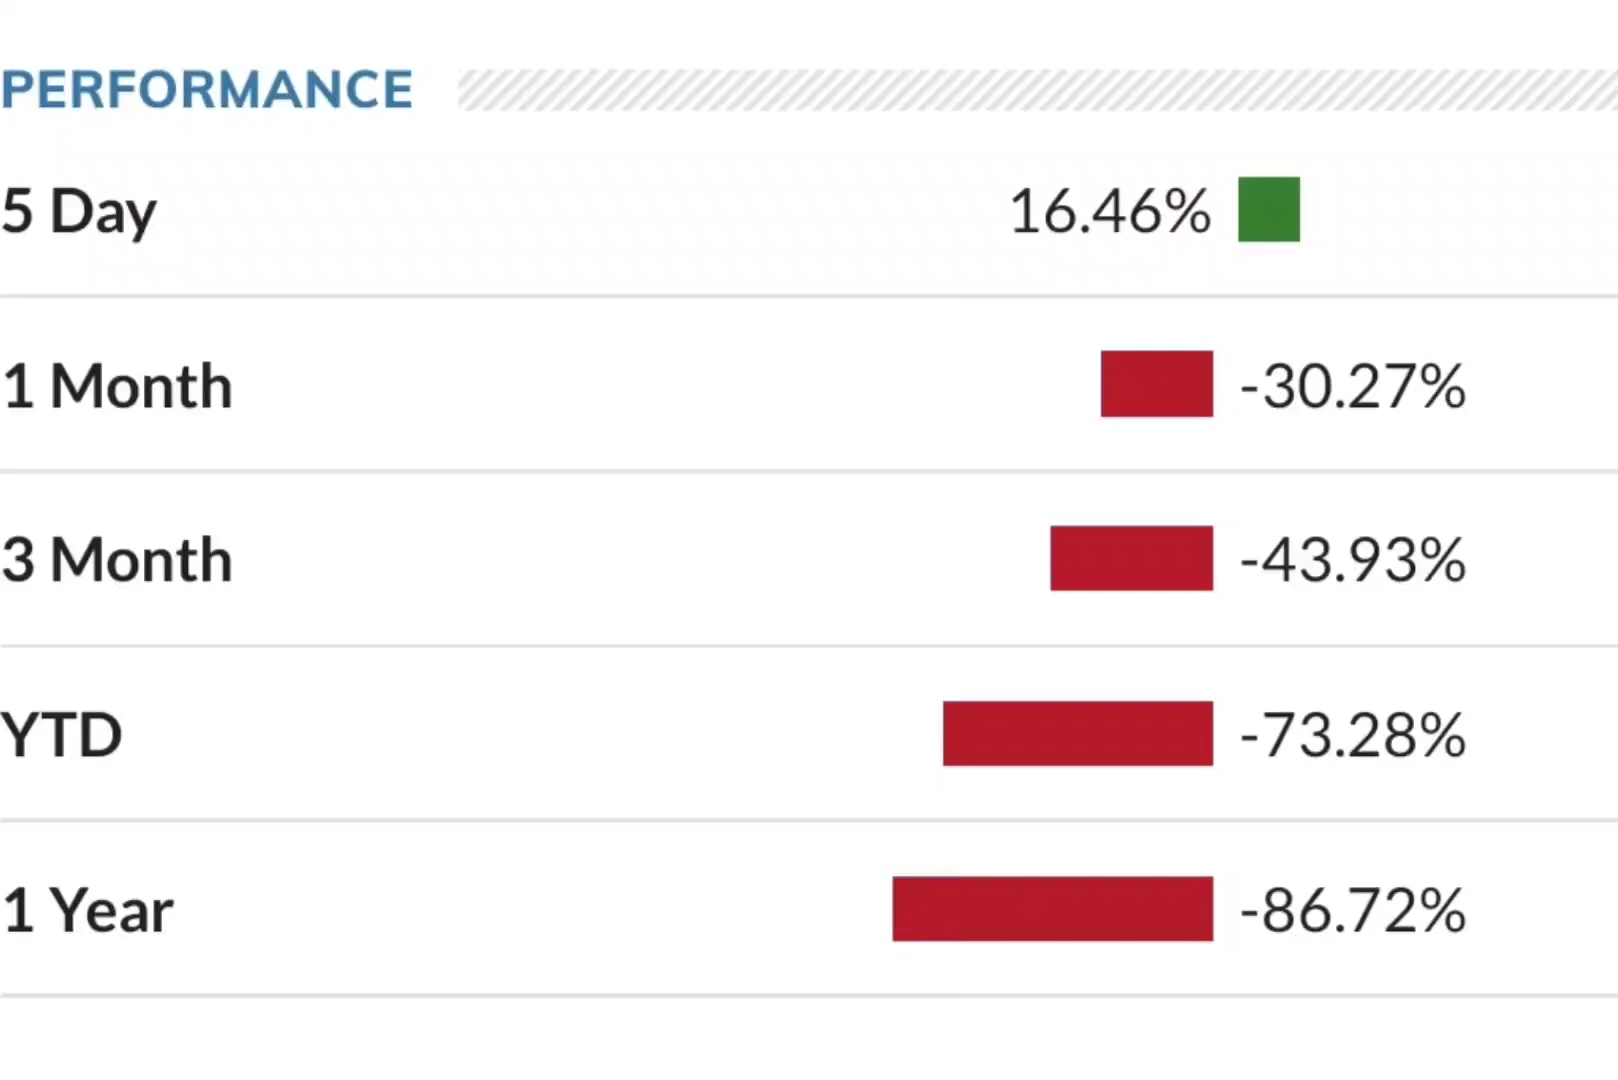 PERFORMANCE
5 Day 16.46%
1 Month -30.27%
3 Month -43.93%
YTD -73.28%
1 Year -86.72%